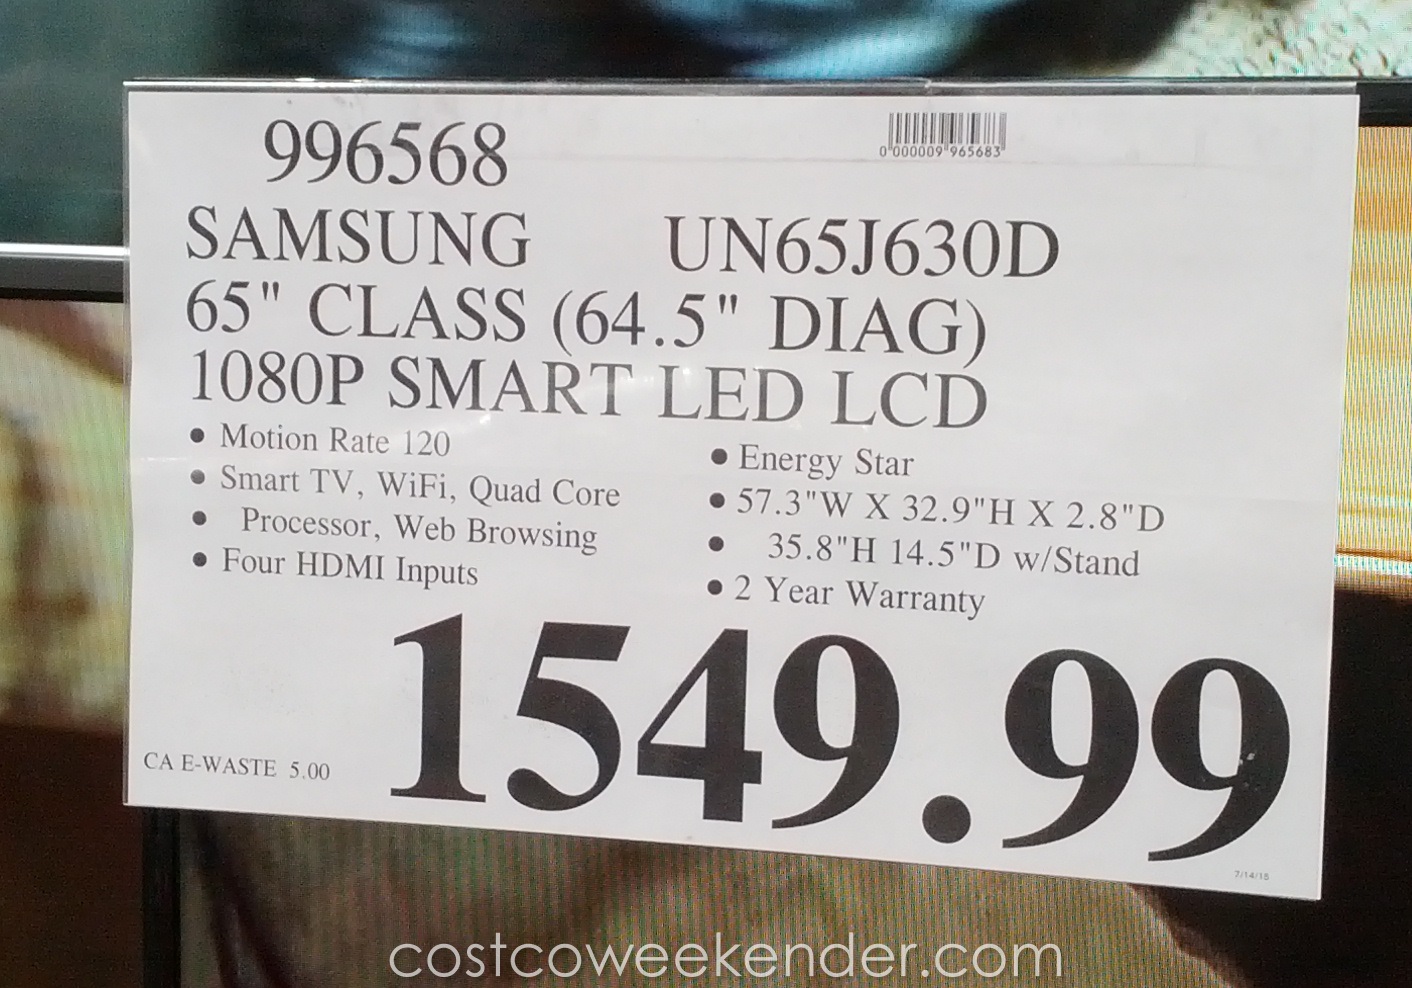 996568
0 000009 965683
SAMSUNG UN65J630D
65" CLASS (64.5" DIAG)
1080P SMART LED LCD
• Motion Rate 120
• Smart TV, WiFi, Quad Core
• Processor, Web Browsing
• Four HDMI Inputs
• Energy Star
• 57.3"W X 32.9"H X 2.8"D
• 35.8"H 14.5"D w/Stand
• 2 Year Warranty
1549.99
CA E-WASTE 5.00
7/14/15
costcoweekender.com